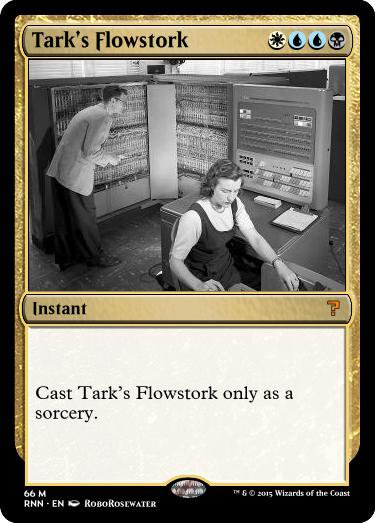 Tark's Flowstork
Instant
Cast Tark's Flowstork only as a
sorcery.
66 M
RNN • EN RoboRosewater
™ & © 2015 Wizards of the Coast